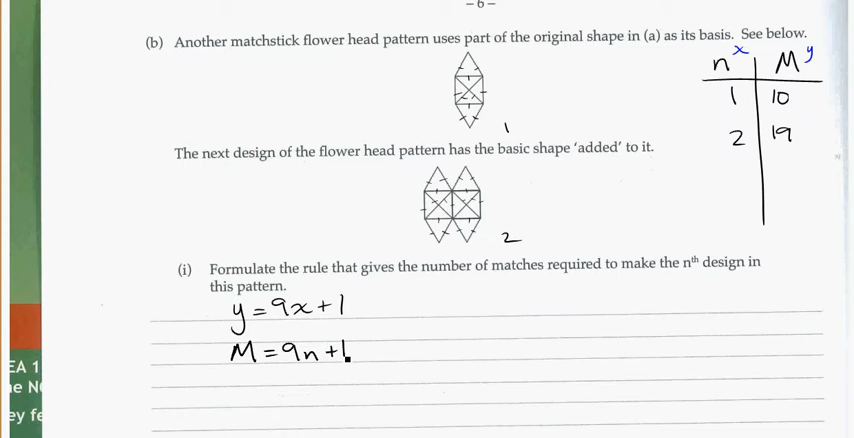 – 6 –
(b) Another matchstick flower head pattern uses part of the original shape in (a) as its basis. See below.
n x M y
1 10
2 19
1
The next design of the flower head pattern has the basic shape 'added' to it.
2
(i) Formulate the rule that gives the number of matches required to make the nth design in
this pattern.
y = 9x + 1
M = 9n + 1
EA 1
ey fe